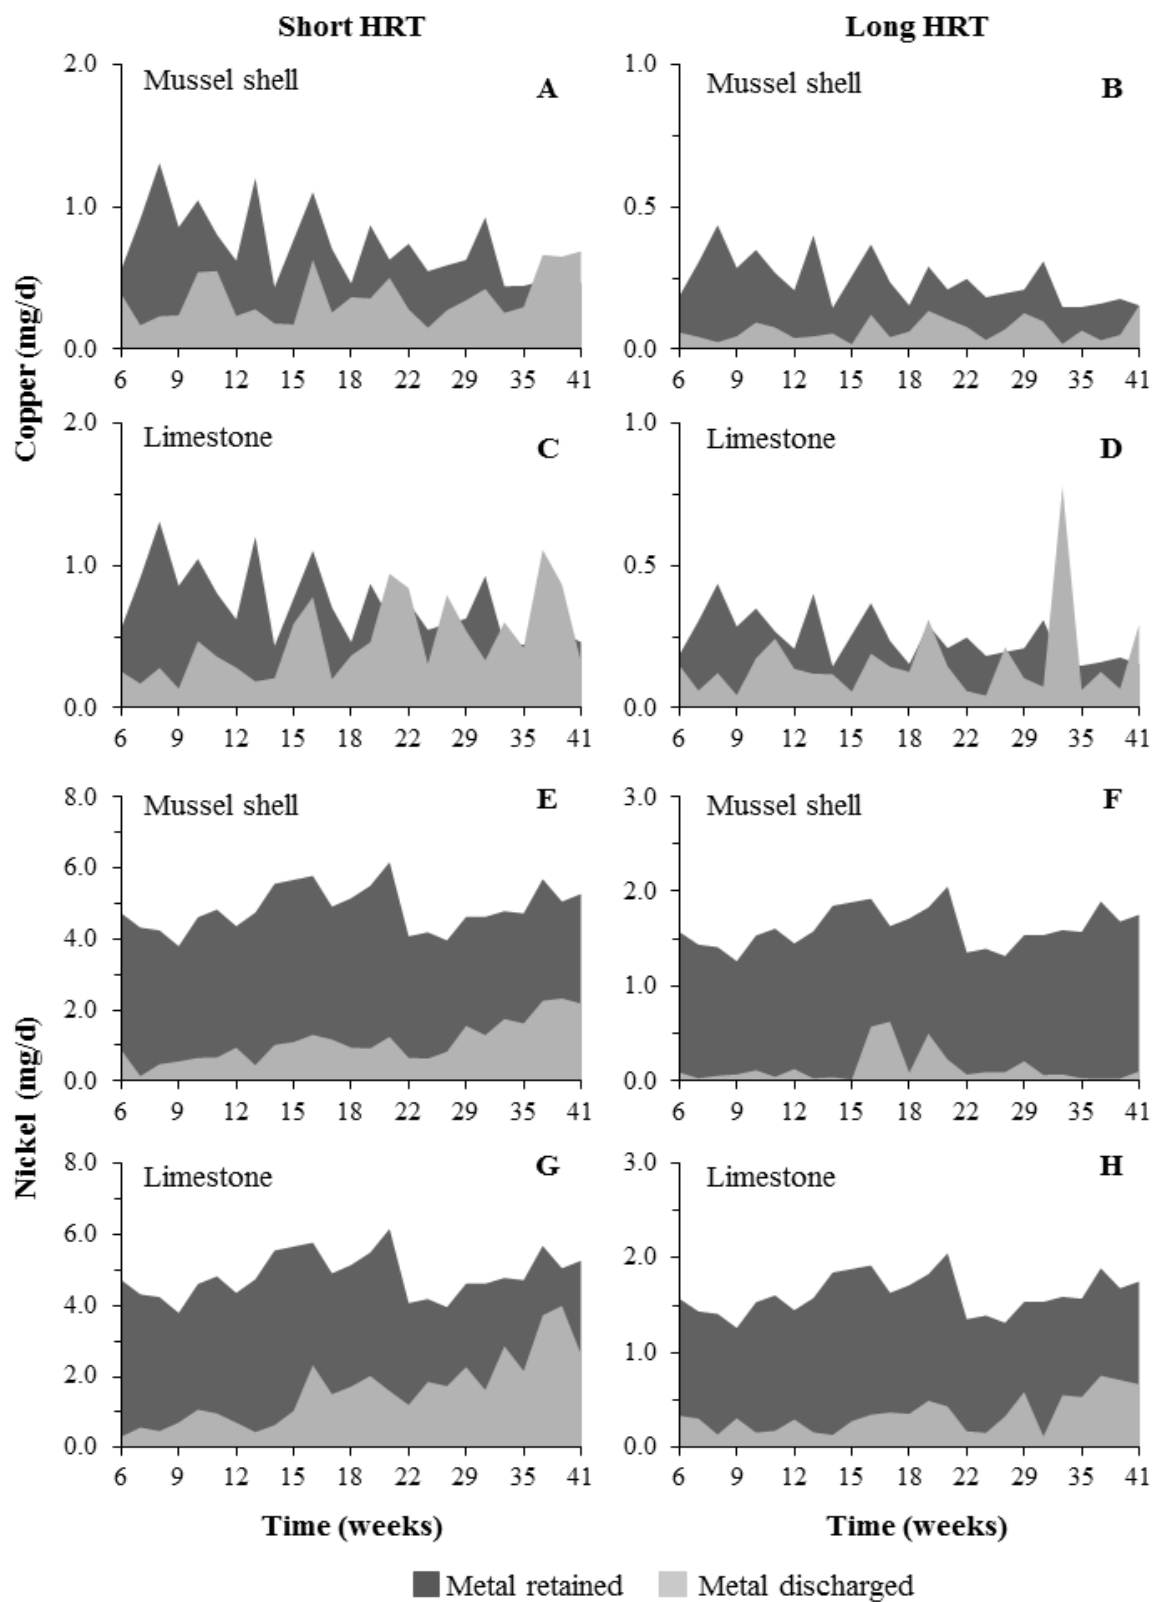 Short HRT
Long HRT
Copper (mg/d)
2.0
1.0
0.0
Mussel shell
A
6 9 12 15 18 22 29 35 41
1.0
0.5
0.0
Mussel shell
B
6 9 12 15 18 22 29 35 41
2.0
1.0
0.0
Limestone
C
6 9 12 15 18 22 29 35 41
1.0
0.5
0.0
Limestone
D
6 9 12 15 18 22 29 35 41
Nickel (mg/d)
8.0
6.0
4.0
2.0
0.0
Mussel shell
E
6 9 12 15 18 22 29 35 41
3.0
2.0
1.0
0.0
Mussel shell
F
6 9 12 15 18 22 29 35 41
8.0
6.0
4.0
2.0
0.0
Limestone
G
6 9 12 15 18 22 29 35 41
3.0
2.0
1.0
0.0
Limestone
H
6 9 12 15 18 22 29 35 41
Time (weeks)
Time (weeks)
Metal retained
Metal discharged